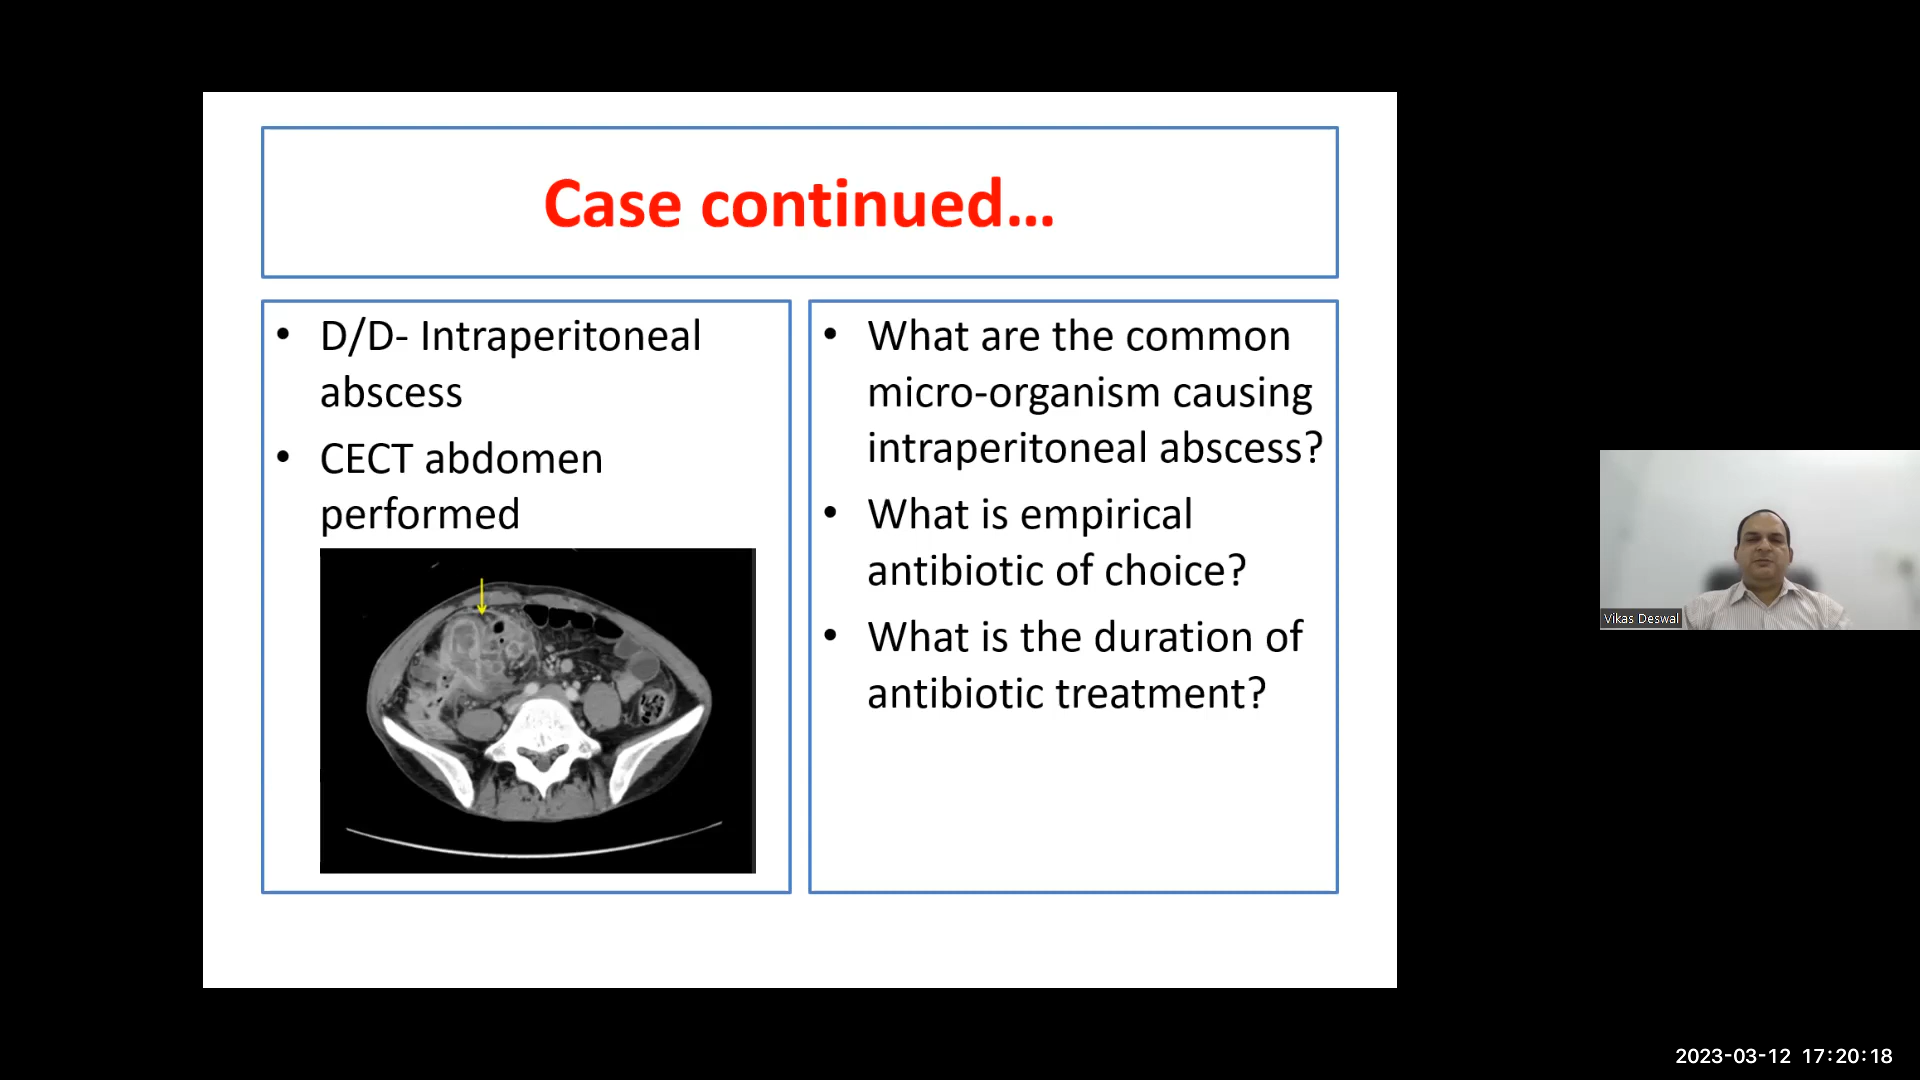 Case continued...
• D/D- Intraperitoneal
abscess
• CECT abdomen
performed
• What are the common
micro-organism causing
intraperitoneal abscess?
• What is empirical
antibiotic of choice?
• What is the duration of
antibiotic treatment?
Vikas Deswal
2023-03-12 17:20:18